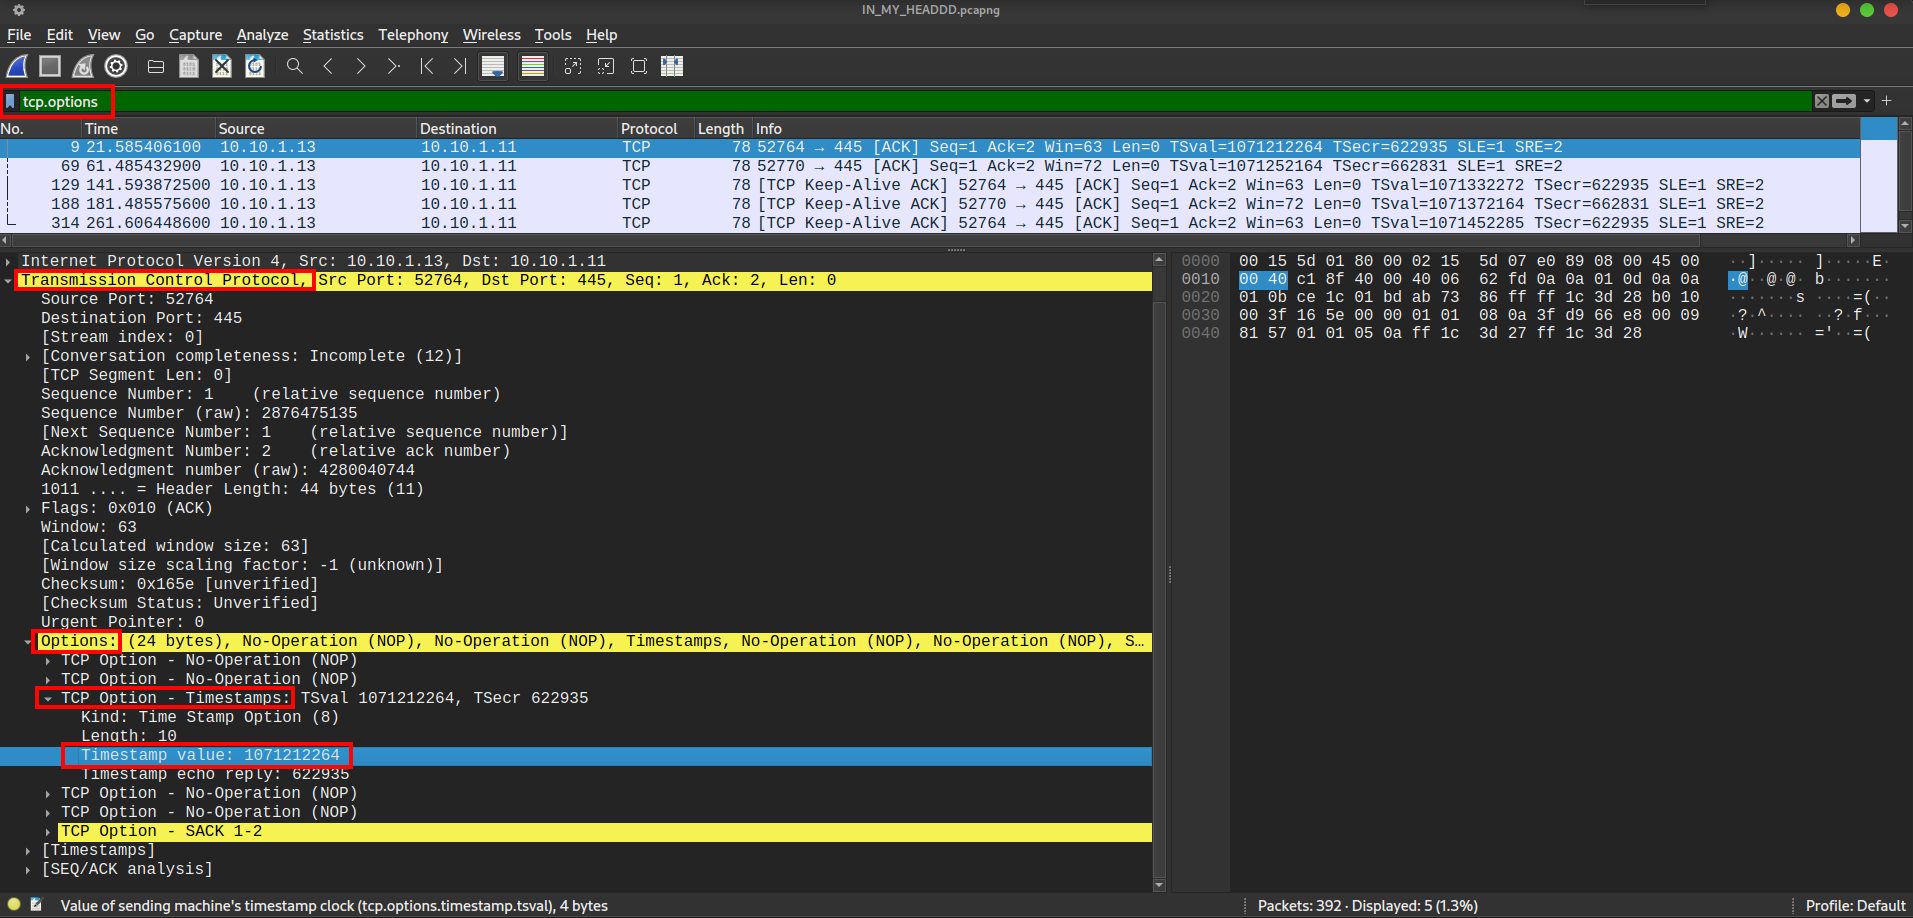 IN_MY_HEADDD.pcapng
File Edit View Go Capture Analyze Statistics Telephony Wireless Tools Help
tcp.options
No. Time Source Destination Protocol Length Info
9 21.585406100 10.10.1.13 10.10.1.11 TCP 78 52764 → 445 [ACK] Seq=1 Ack=2 Win=63 Len=0 TSval=1071212264 TSecr=622935 SLE=1 SRE=2
69 61.485432900 10.10.1.13 10.10.1.11 TCP 78 52770 → 445 [ACK] Seq=1 Ack=2 Win=72 Len=0 TSval=1071252164 TSecr=662831 SLE=1 SRE=2
129 141.593872500 10.10.1.13 10.10.1.11 TCP 78 [TCP Keep-Alive ACK] 52764 → 445 [ACK] Seq=1 Ack=2 Win=63 Len=0 TSval=1071332272 TSecr=622935 SLE=1 SRE=2
188 181.485575600 10.10.1.13 10.10.1.11 TCP 78 [TCP Keep-Alive ACK] 52770 → 445 [ACK] Seq=1 Ack=2 Win=72 Len=0 TSval=1071372164 TSecr=662831 SLE=1 SRE=2
314 261.606448600 10.10.1.13 10.10.1.11 TCP 78 [TCP Keep-Alive ACK] 52764 → 445 [ACK] Seq=1 Ack=2 Win=63 Len=0 TSval=1071452285 TSecr=622935 SLE=1 SRE=2
Internet Protocol Version 4, Src: 10.10.1.13, Dst: 10.10.1.11
Transmission Control Protocol, Src Port: 52764, Dst Port: 445, Seq: 1, Ack: 2, Len: 0
Source Port: 52764
Destination Port: 445
[Stream index: 0]
[Conversation completeness: Incomplete (12)]
[TCP Segment Len: 0]
Sequence Number: 1 (relative sequence number)
Sequence Number (raw): 2876475135
[Next Sequence Number: 1 (relative sequence number)]
Acknowledgment Number: 2 (relative ack number)
Acknowledgment number (raw): 4280040744
1011 .... = Header Length: 44 bytes (11)
Flags: 0x010 (ACK)
Window: 63
[Calculated window size: 63]
[Window size scaling factor: -1 (unknown)]
Checksum: 0x165e [unverified]
[Checksum Status: Unverified]
Urgent Pointer: 0
Options: (24 bytes), No-Operation (NOP), No-Operation (NOP), Timestamps, No-Operation (NOP), No-Operation (NOP), S…
TCP Option - No-Operation (NOP)
TCP Option - No-Operation (NOP)
TCP Option - Timestamps: TSval 1071212264, TSecr 622935
Kind: Time Stamp Option (8)
Length: 10
Timestamp value: 1071212264
Timestamp echo reply: 622935
TCP Option - No-Operation (NOP)
TCP Option - No-Operation (NOP)
TCP Option - SACK 1-2
[Timestamps]
[SEQ/ACK analysis]
0000 00 15 5d 01 80 00 02 15 5d 07 e0 89 08 00 45 00 ··]····· ]·····E·
0010 00 40 c1 8f 40 00 40 06 62 fd 0a 0a 01 0d 0a 0a ·@··@·@· b·······
0020 01 0b ce 1c 01 bd ab 73 86 ff ff 1c 3d 28 b0 10 ·······s ····=(··
0030 00 3f 16 5e 00 00 01 01 08 0a 3f d9 66 e8 00 09 ·?·^···· ··?·f···
0040 81 57 01 01 05 0a ff 1c 3d 27 ff 1c 3d 28 ·W······ ='··=(
Value of sending machine's timestamp clock (tcp.options.timestamp.tsval), 4 bytes
Packets: 392 · Displayed: 5 (1.3%)
Profile: Default